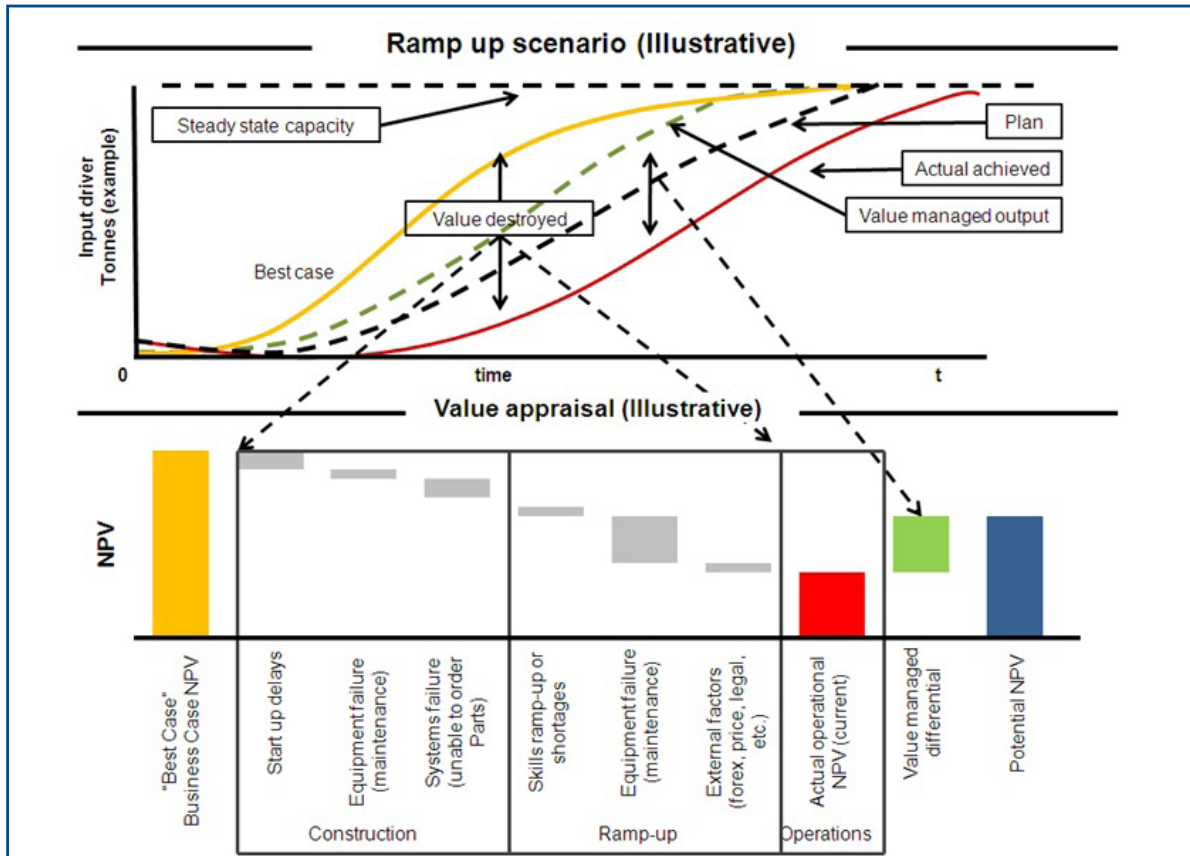 Ramp up scenario (Illustrative)
Steady state capacity
Plan
Actual achieved
Value managed output
Value destroyed
Best case
Input driver
Tonnes (example)
0
time
t
Value appraisal (Illustrative)
NPV
"Best Case"
Business Case NPV
Start up delays
Equipment failure
(maintenance)
Systems failure
(unable to order
Parts)
Skills ramp-up or
shortages
Equipment failure
(maintenance)
External factors
(forex, price, legal,
etc.)
Actual operational
NPV (current)
Value managed
differential
Potential NPV
Construction
Ramp-up
Operations